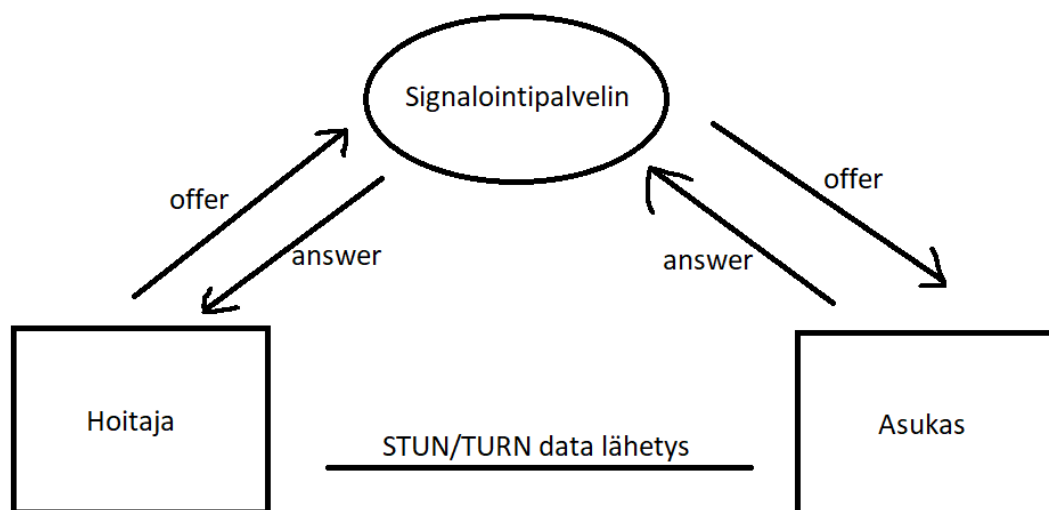 Signalointipalvelin
offer
offer
answer
answer
Hoitaja
STUN/TURN data lähetys
Asukas